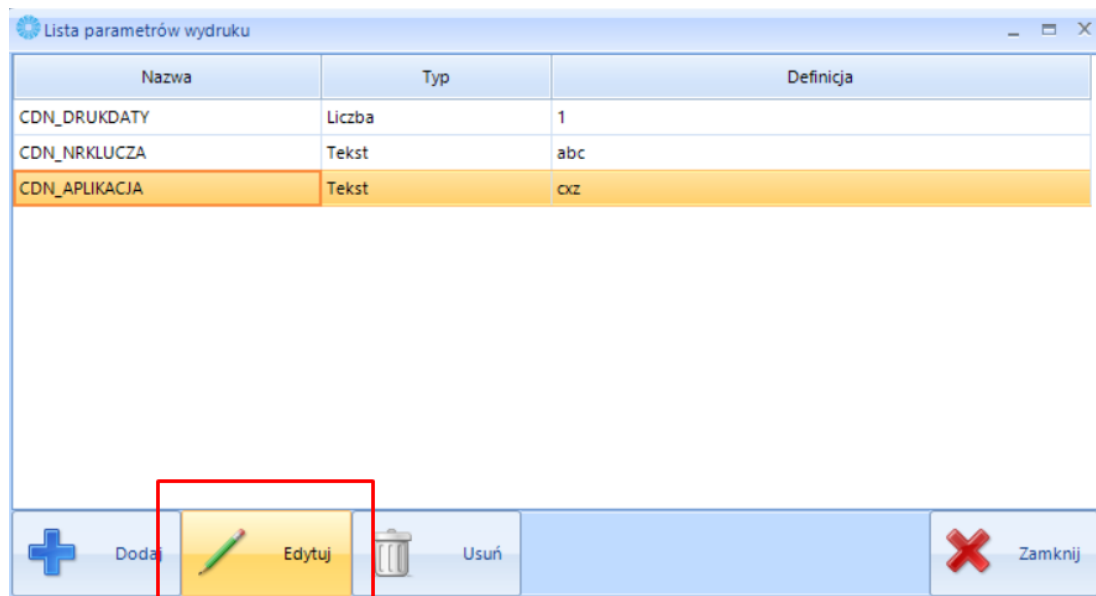 Lista parametrów wydruku
Nazwa Typ Definicja
CDN_DRUKDATY Liczba 1
CDN_NRKLUCZA Tekst abc
CDN_APLIKACJA Tekst cxz
Dodaj Edytuj Usuń Zamknij